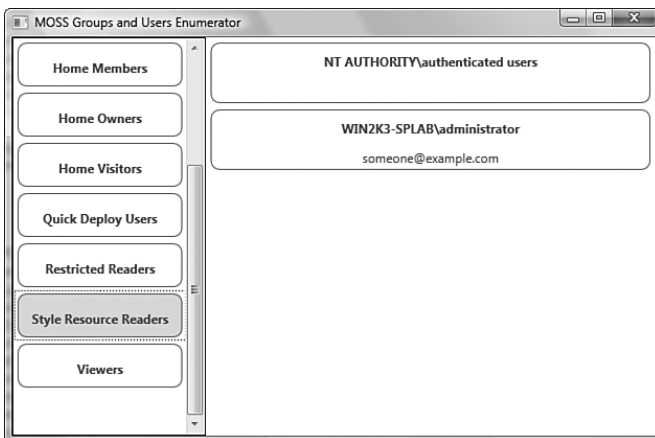 MOSS Groups and Users Enumerator
Home Members
Home Owners
Home Visitors
Quick Deploy Users
Restricted Readers
Style Resource Readers
Viewers
NT AUTHORITY\authenticated users
WIN2K3-SPLAB\administrator
someone@example.com